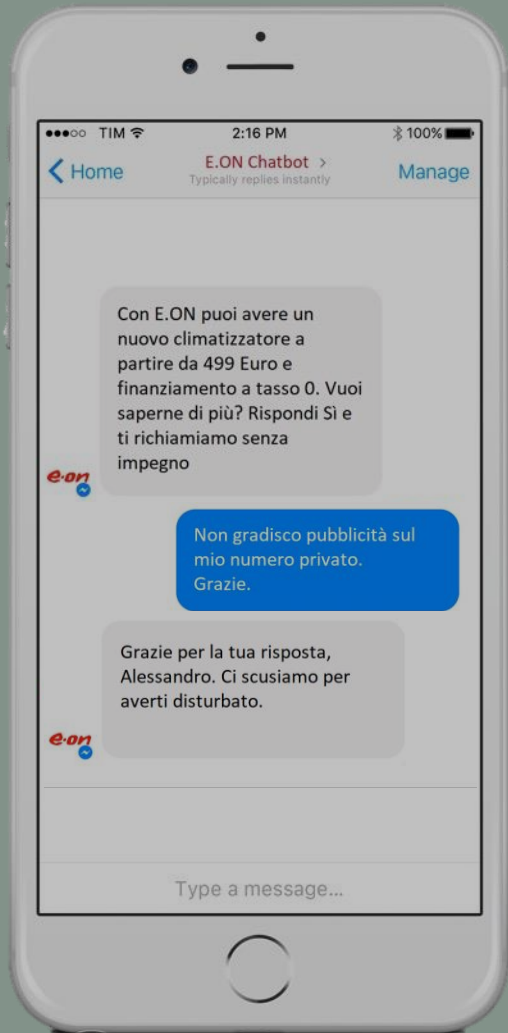 TIM 2:16 PM 100%
Home E.ON Chatbot > Manage
Typically replies instantly
Con E.ON puoi avere un
nuovo climatizzatore a
partire da 499 Euro e
finanziamento a tasso 0. Vuoi
saperne di più? Rispondi Sì e
ti richiamiamo senza
impegno
e·on
Non gradisco pubblicità sul
mio numero privato.
Grazie.
Grazie per la tua risposta,
Alessandro. Ci scusiamo per
averti disturbato.
e·on
Type a message...